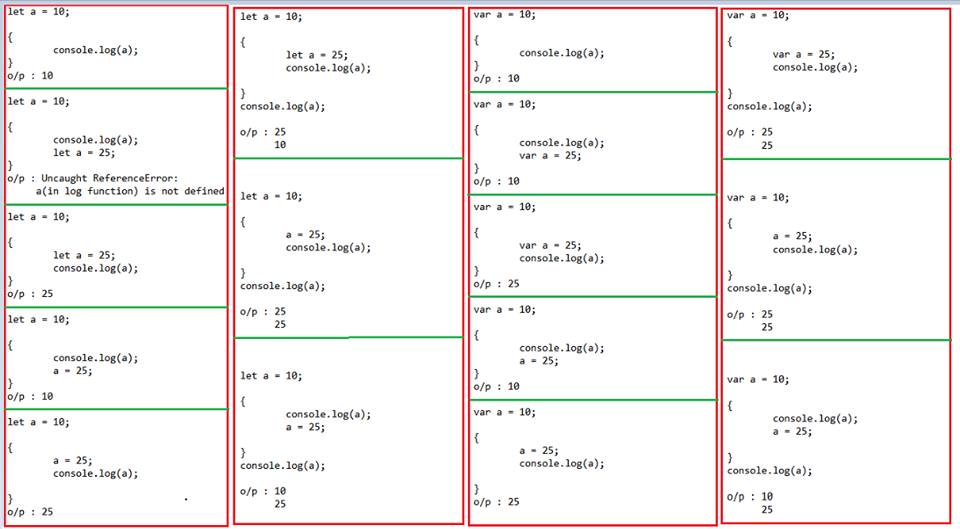 let a = 10;
{
console.log(a);
}
o/p : 10
let a = 10;
{
console.log(a);
let a = 25;
}
o/p : Uncaught ReferenceError:
a(in log function) is not defined
let a = 10;
{
let a = 25;
console.log(a);
}
o/p : 25
let a = 10;
{
console.log(a);
a = 25;
}
o/p : 10
let a = 10;
{
a = 25;
console.log(a);
}
o/p : 25
let a = 10;
{
let a = 25;
console.log(a);
}
console.log(a);
o/p : 25
10
let a = 10;
{
a = 25;
console.log(a);
}
console.log(a);
o/p : 25
25
let a = 10;
{
console.log(a);
a = 25;
}
console.log(a);
o/p : 10
25
var a = 10;
{
console.log(a);
}
o/p : 10
var a = 10;
{
console.log(a);
var a = 25;
}
o/p : 10
var a = 10;
{
var a = 25;
console.log(a);
}
o/p : 25
var a = 10;
{
console.log(a);
a = 25;
}
o/p : 10
var a = 10;
{
a = 25;
console.log(a);
}
o/p : 25
var a = 10;
{
var a = 25;
console.log(a);
}
console.log(a);
o/p : 25
25
var a = 10;
{
a = 25;
console.log(a);
}
console.log(a);
o/p : 25
25
var a = 10;
{
console.log(a);
a = 25;
}
console.log(a);
o/p : 10
25